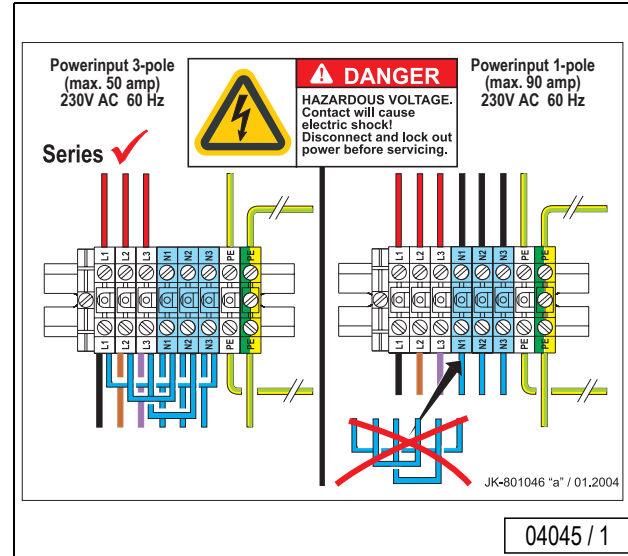 Powerinput 3-pole
(max. 50 amp)
230V AC 60 Hz
DANGER
HAZARDOUS VOLTAGE.
Contact will cause
electric shock!
Disconnect and lock out
power before servicing.
Powerinput 1-pole
(max. 90 amp)
230V AC 60 Hz
Series
L1 L2 L3 N1 N2 N3 PE PE
L1 L2 L3 N1 N2 N3 PE PE
L1 L2 L3 N1 N2 N3 PE PE
L1 L2 L3 N1 N2 N3 PE PE
JK-801046 "a" / 01.2004
04045 / 1